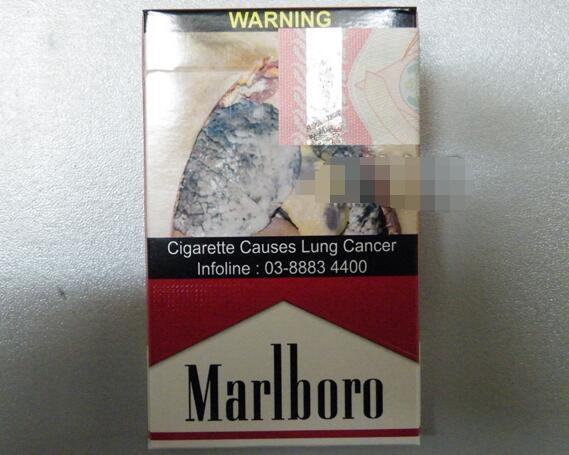 WARNING
Cigarette Causes Lung Cancer
Infoline : 03-8883 4400
Marlboro